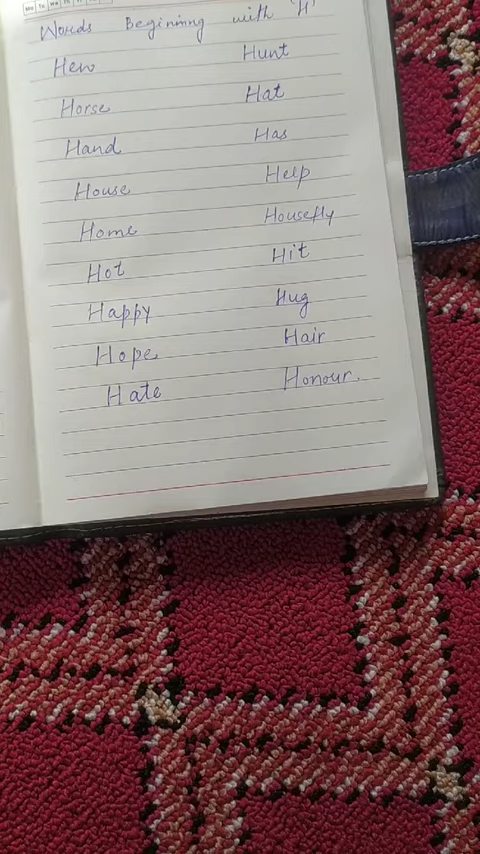 Words Beginning with 'H'
Hen Hunt
Horse Hat
Hand Has
House Help
Home Housefly
Hot Hit
Happy Hug
Hope Hair
Hate Honour.